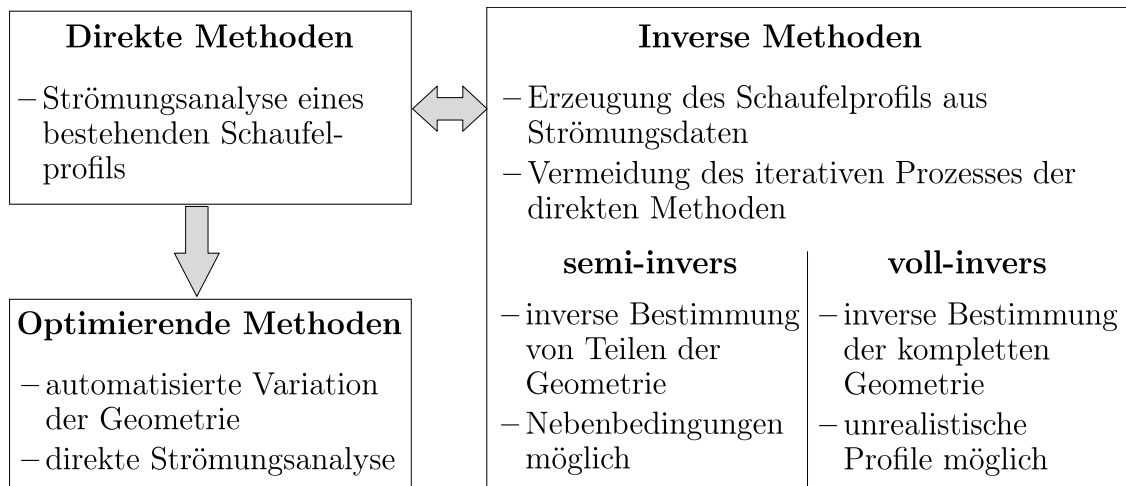 Direkte Methoden
– Strömungsanalyse eines
bestehenden Schaufel-
profils
Optimierende Methoden
– automatisierte Variation
der Geometrie
– direkte Strömungsanalyse
Inverse Methoden
– Erzeugung des Schaufelprofils aus
Strömungsdaten
– Vermeidung des iterativen Prozesses der
direkten Methoden
semi-invers
– inverse Bestimmung
von Teilen der
Geometrie
– Nebenbedingungen
möglich
voll-invers
– inverse Bestimmung
der kompletten
Geometrie
– unrealistische
Profile möglich